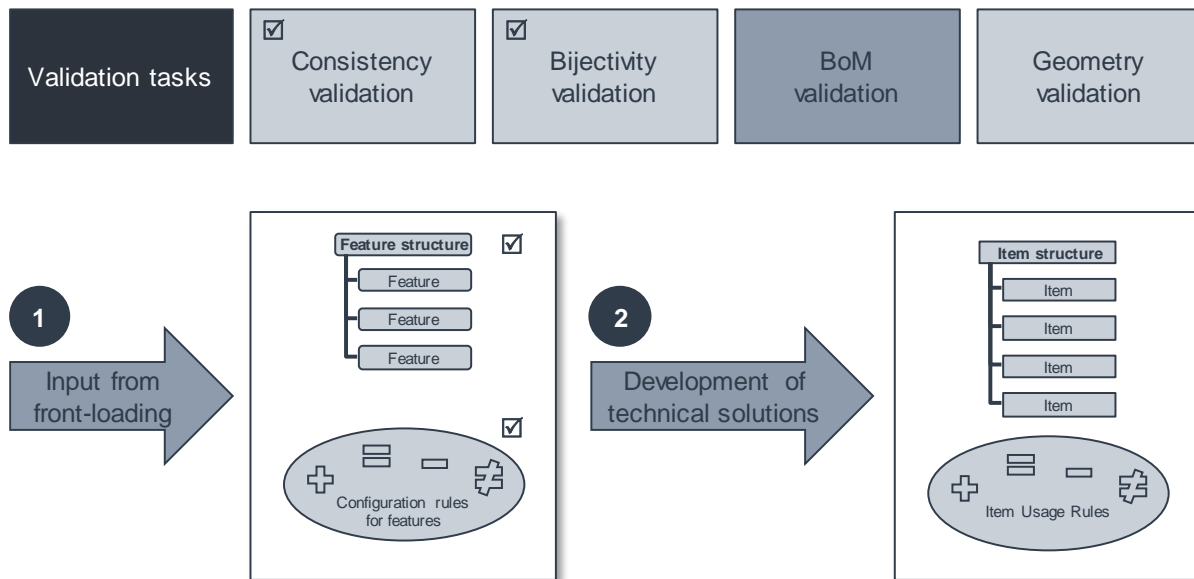 Validation tasks
Consistency
validation
Bijectivity
validation
BoM
validation
Geometry
validation
1
Input from
front-loading
Feature structure
Feature
Feature
Feature
Configuration rules
for features
2
Development of
technical solutions
Item structure
Item
Item
Item
Item
Item Usage Rules